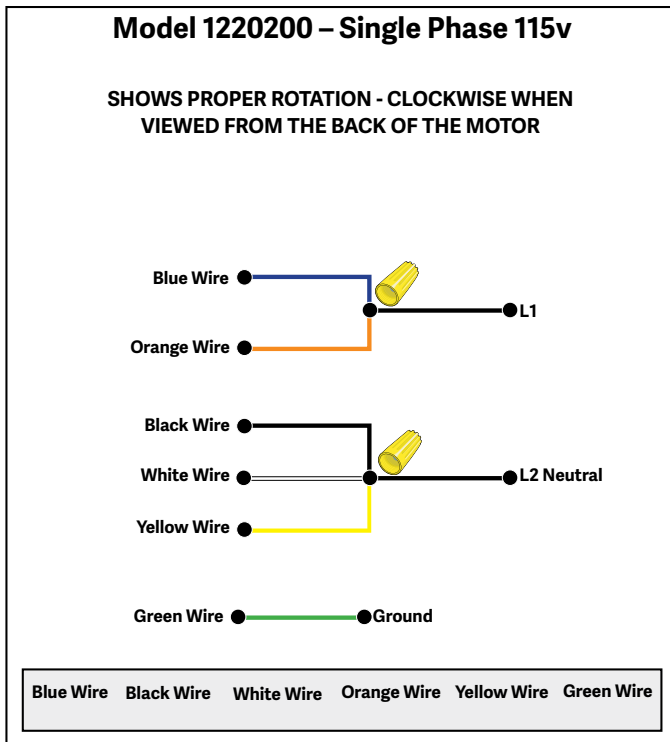 Model 1220200 – Single Phase 115v
SHOWS PROPER ROTATION - CLOCKWISE WHEN
VIEWED FROM THE BACK OF THE MOTOR
Blue Wire
L1
Orange Wire
Black Wire
White Wire
L2 Neutral
Yellow Wire
Green Wire
Ground
Blue Wire Black Wire White Wire Orange Wire Yellow Wire Green Wire